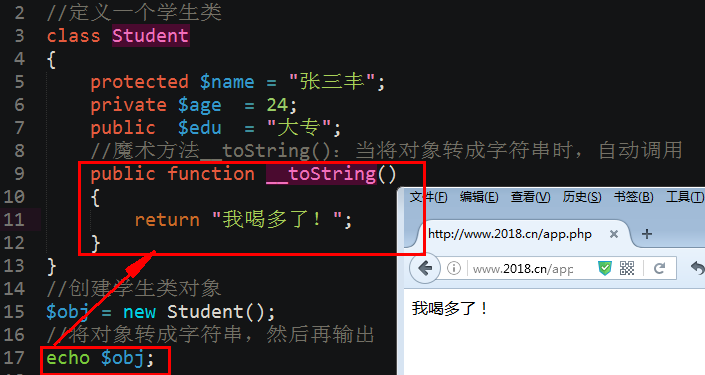 2 //定义一个学生类
3 class Student
4 {
5 protected $name = "张三丰";
6 private $age = 24;
7 public $edu = "大专";
8 //魔术方法__toString()：当将对象转成字符串时，自动调用
9 public function __toString()
10 {
11 return "我喝多了！";
12 }
13 }
14 //创建学生类对象
15 $obj = new Student();
16 //将对象转成字符串，然后再输出
17 echo $obj;
文件(F) 编辑(E) 查看(V) 历史(S) 书签(B) 工具(T)
http://www.2018.cn/app.php
www.2018.cn/app
我喝多了！